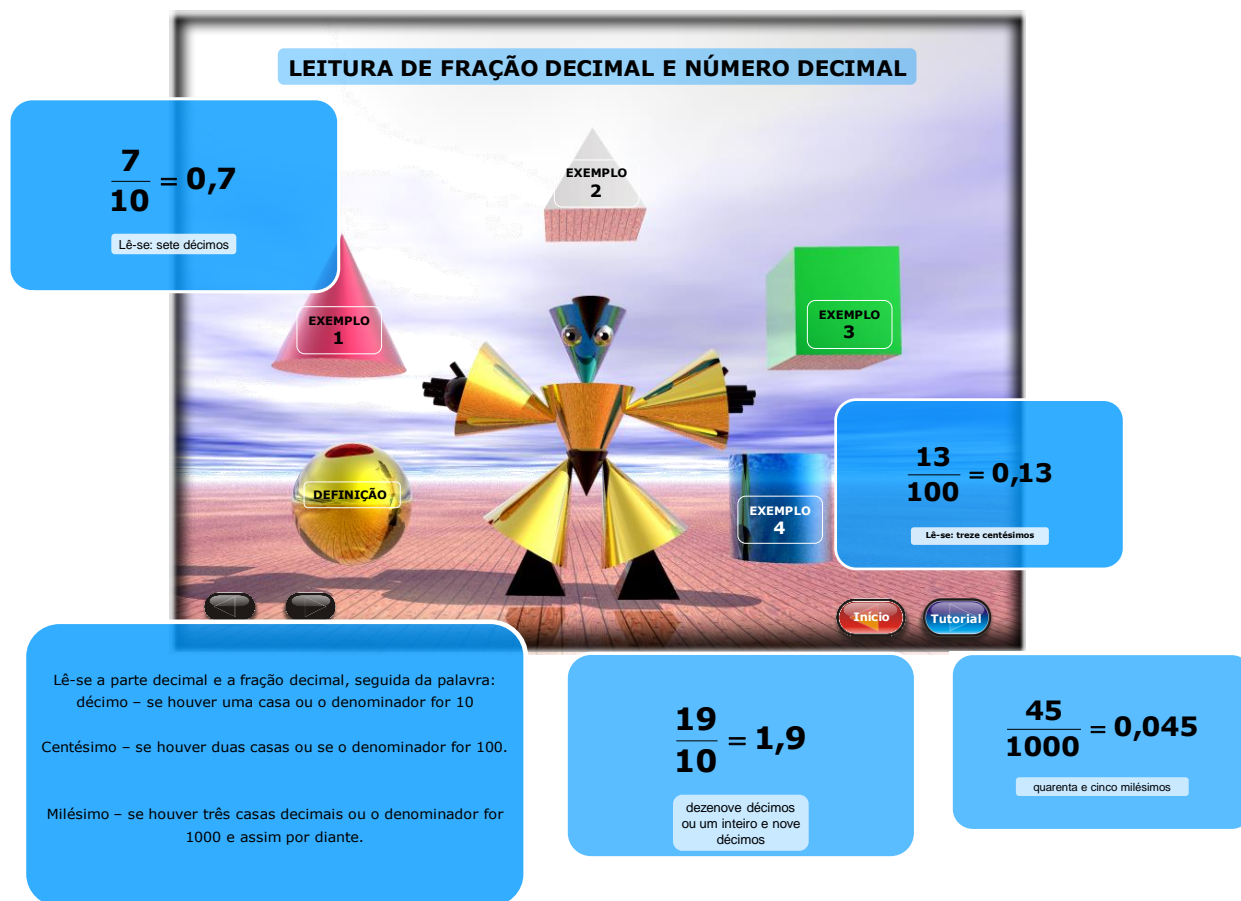 LEITURA DE FRAÇÃO DECIMAL E NÚMERO DECIMAL
7
10
= 0,7
Lê-se: sete décimos
EXEMPLO
2
EXEMPLO
1
EXEMPLO
3
DEFINIÇÃO
EXEMPLO
4
13
100
= 0,13
Lê-se: treze centésimos
Início
Tutorial
Lê-se a parte decimal e a fração decimal, seguida da palavra:
décimo – se houver uma casa ou o denominador for 10
Centésimo – se houver duas casas ou se o denominador for 100.
Milésimo – se houver três casas decimais ou o denominador for
1000 e assim por diante.
19
10
= 1,9
dezenove décimos
ou um inteiro e nove
décimos
45
1000
= 0,045
quarenta e cinco milésimos